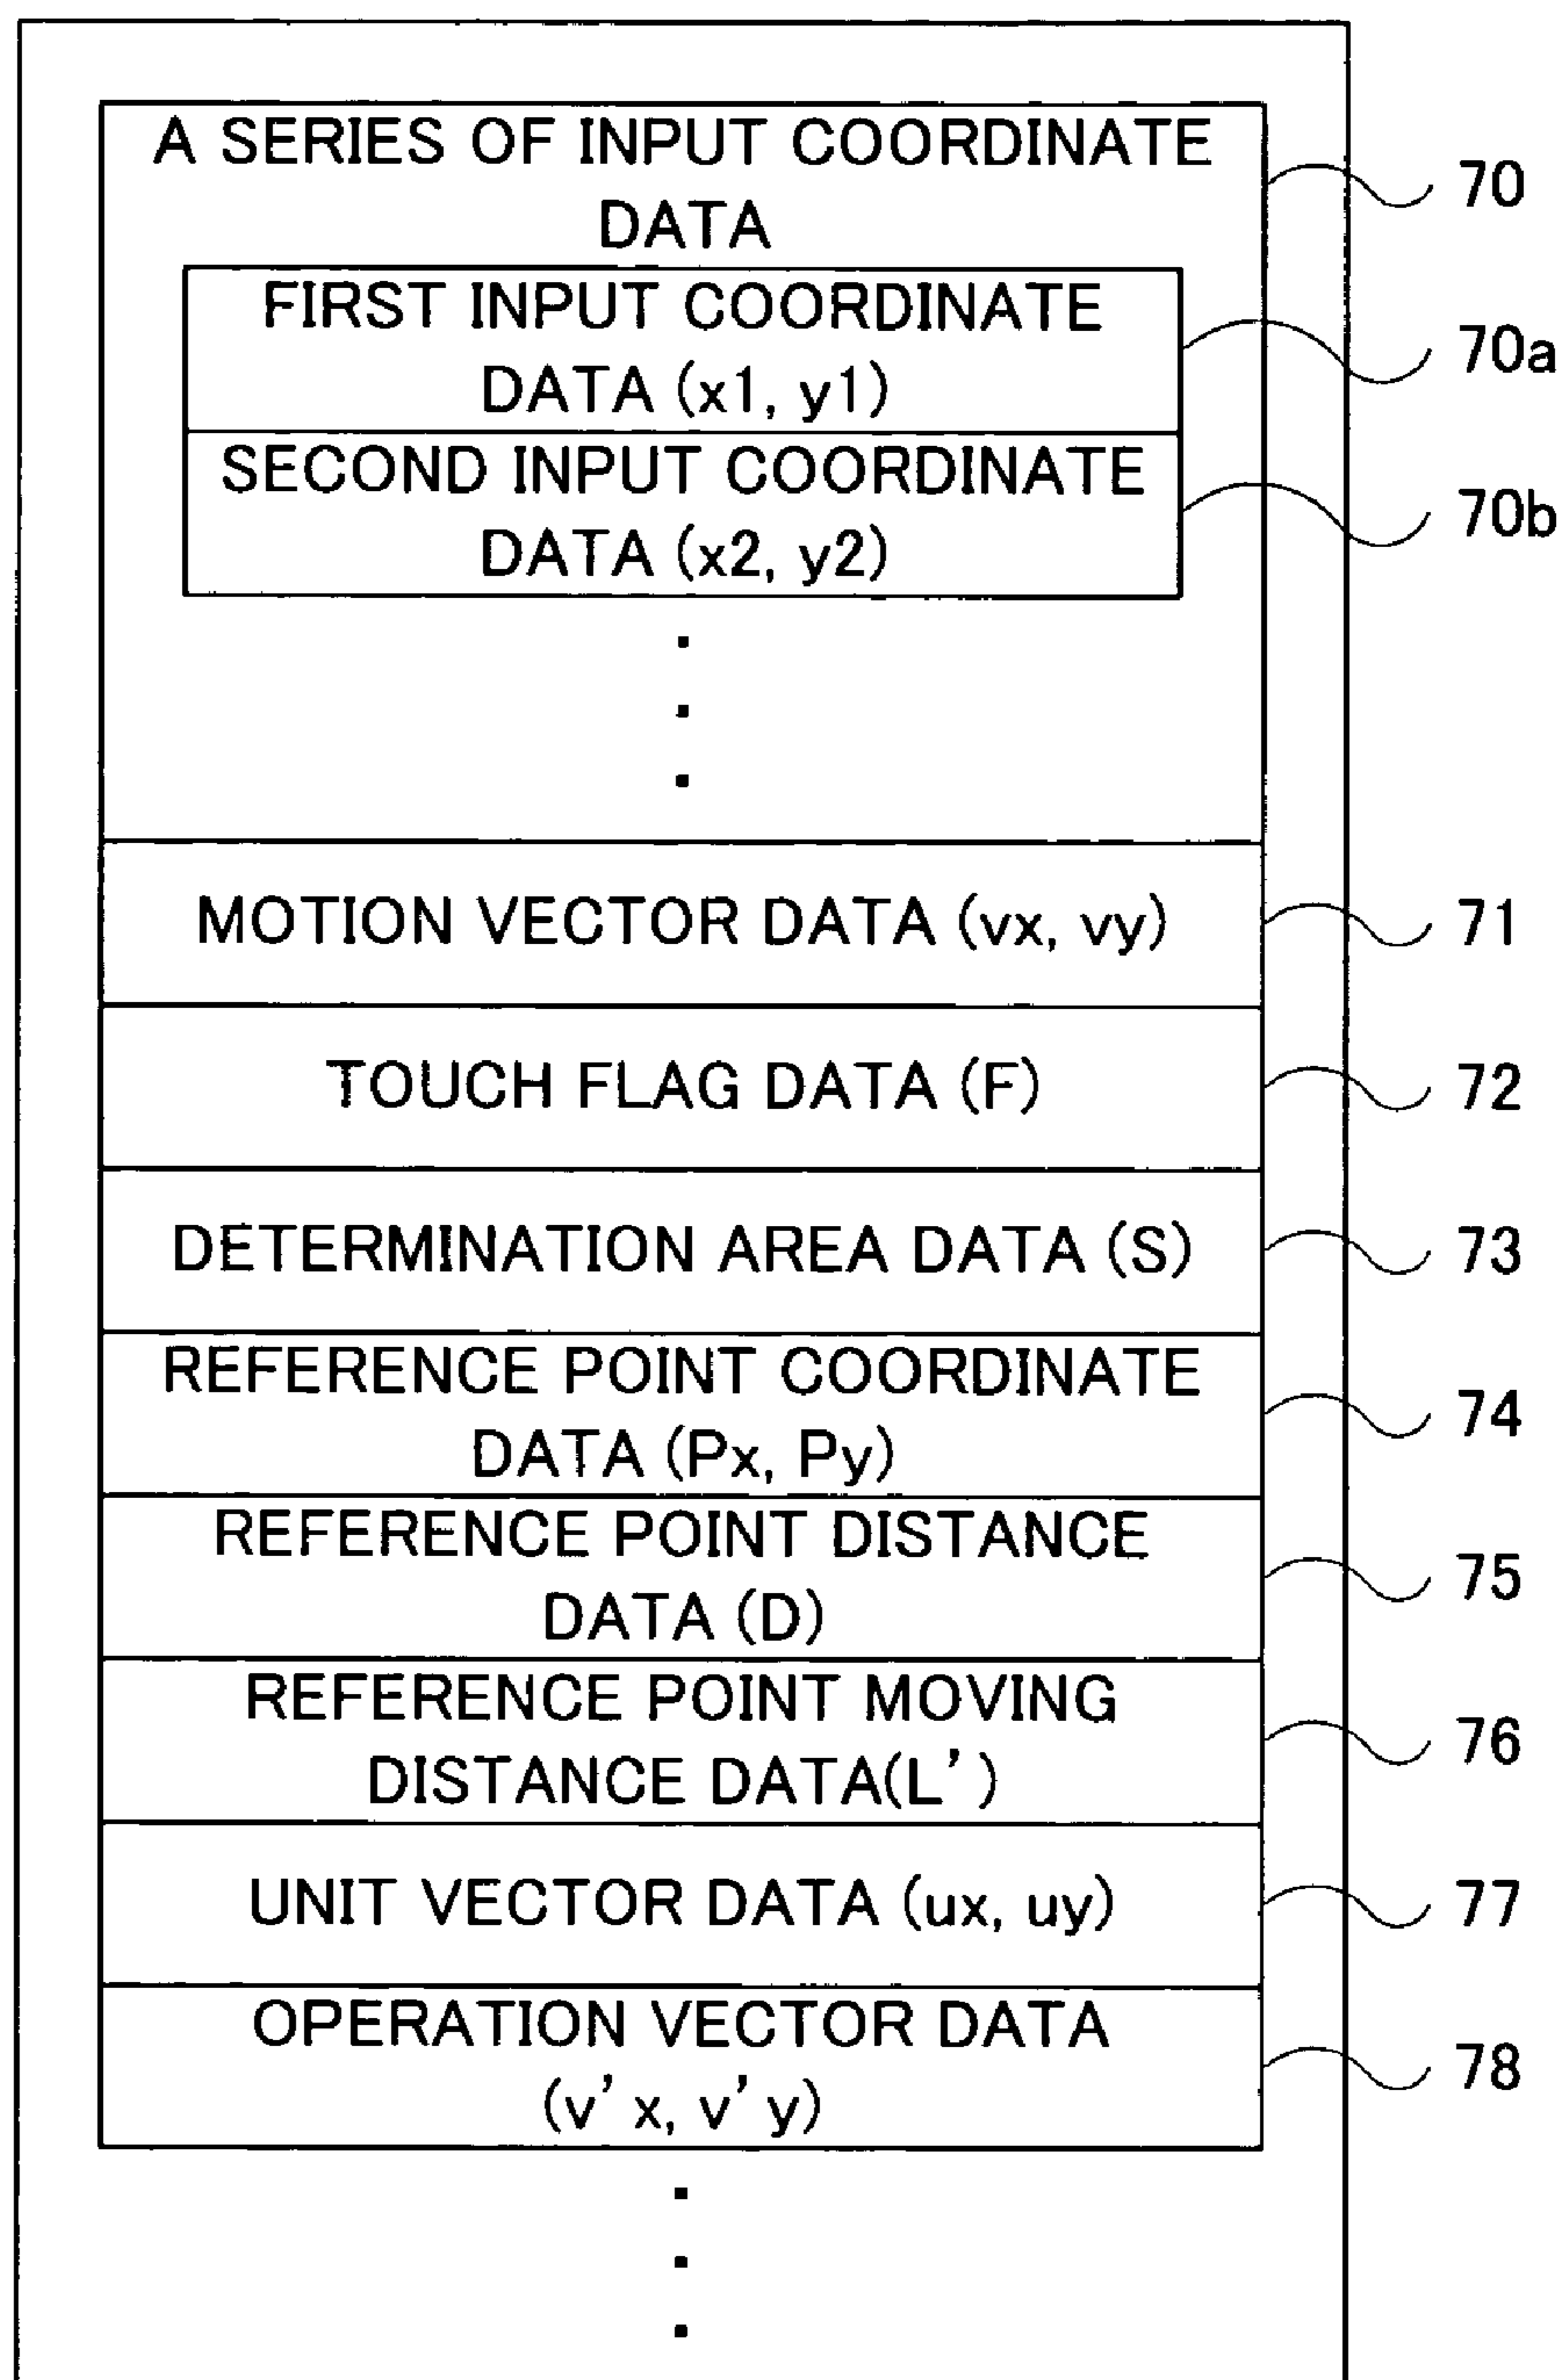 A SERIES OF INPUT COORDINATE
DATA
70
FIRST INPUT COORDINATE
DATA (x1, y1)
70a
SECOND INPUT COORDINATE
DATA (x2, y2)
70b
MOTION VECTOR DATA (vx, vy)
71
TOUCH FLAG DATA (F)
72
DETERMINATION AREA DATA (S)
73
REFERENCE POINT COORDINATE
DATA (Px, Py)
74
REFERENCE POINT DISTANCE
DATA (D)
75
REFERENCE POINT MOVING
DISTANCE DATA(L')
76
UNIT VECTOR DATA (ux, uy)
77
OPERATION VECTOR DATA
(v' x, v' y)
78